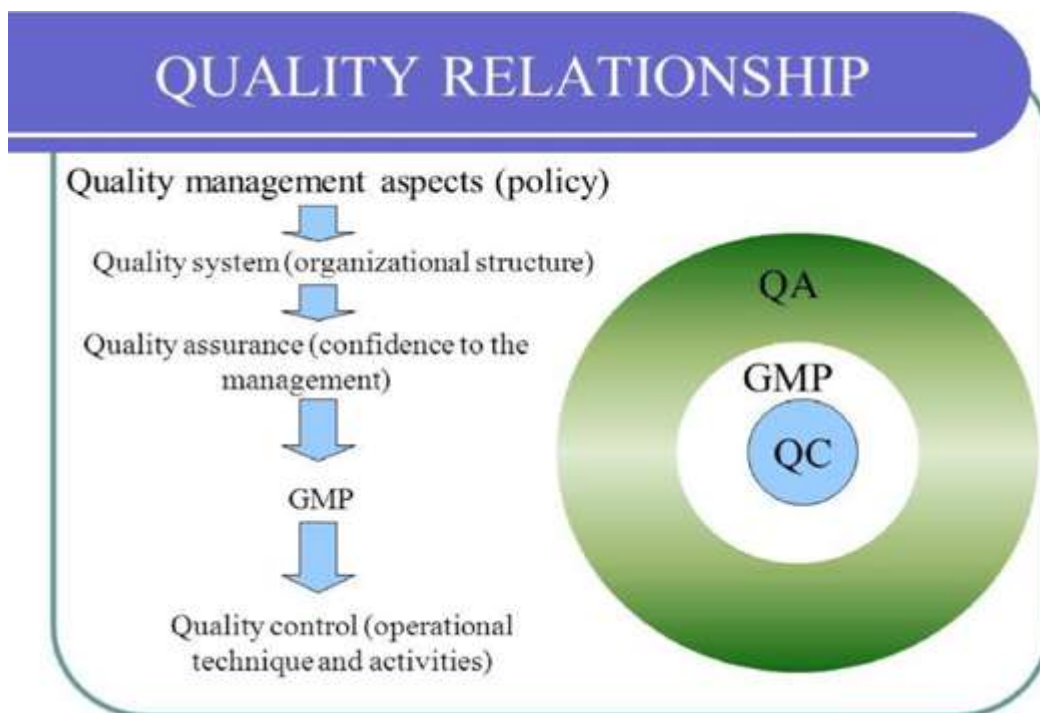 QUALITY RELATIONSHIP
Quality management aspects (policy)
Quality system (organizational structure)
Quality assurance (confidence to the
management)
GMP
Quality control (operational
technique and activities)
QA
GMP
QC